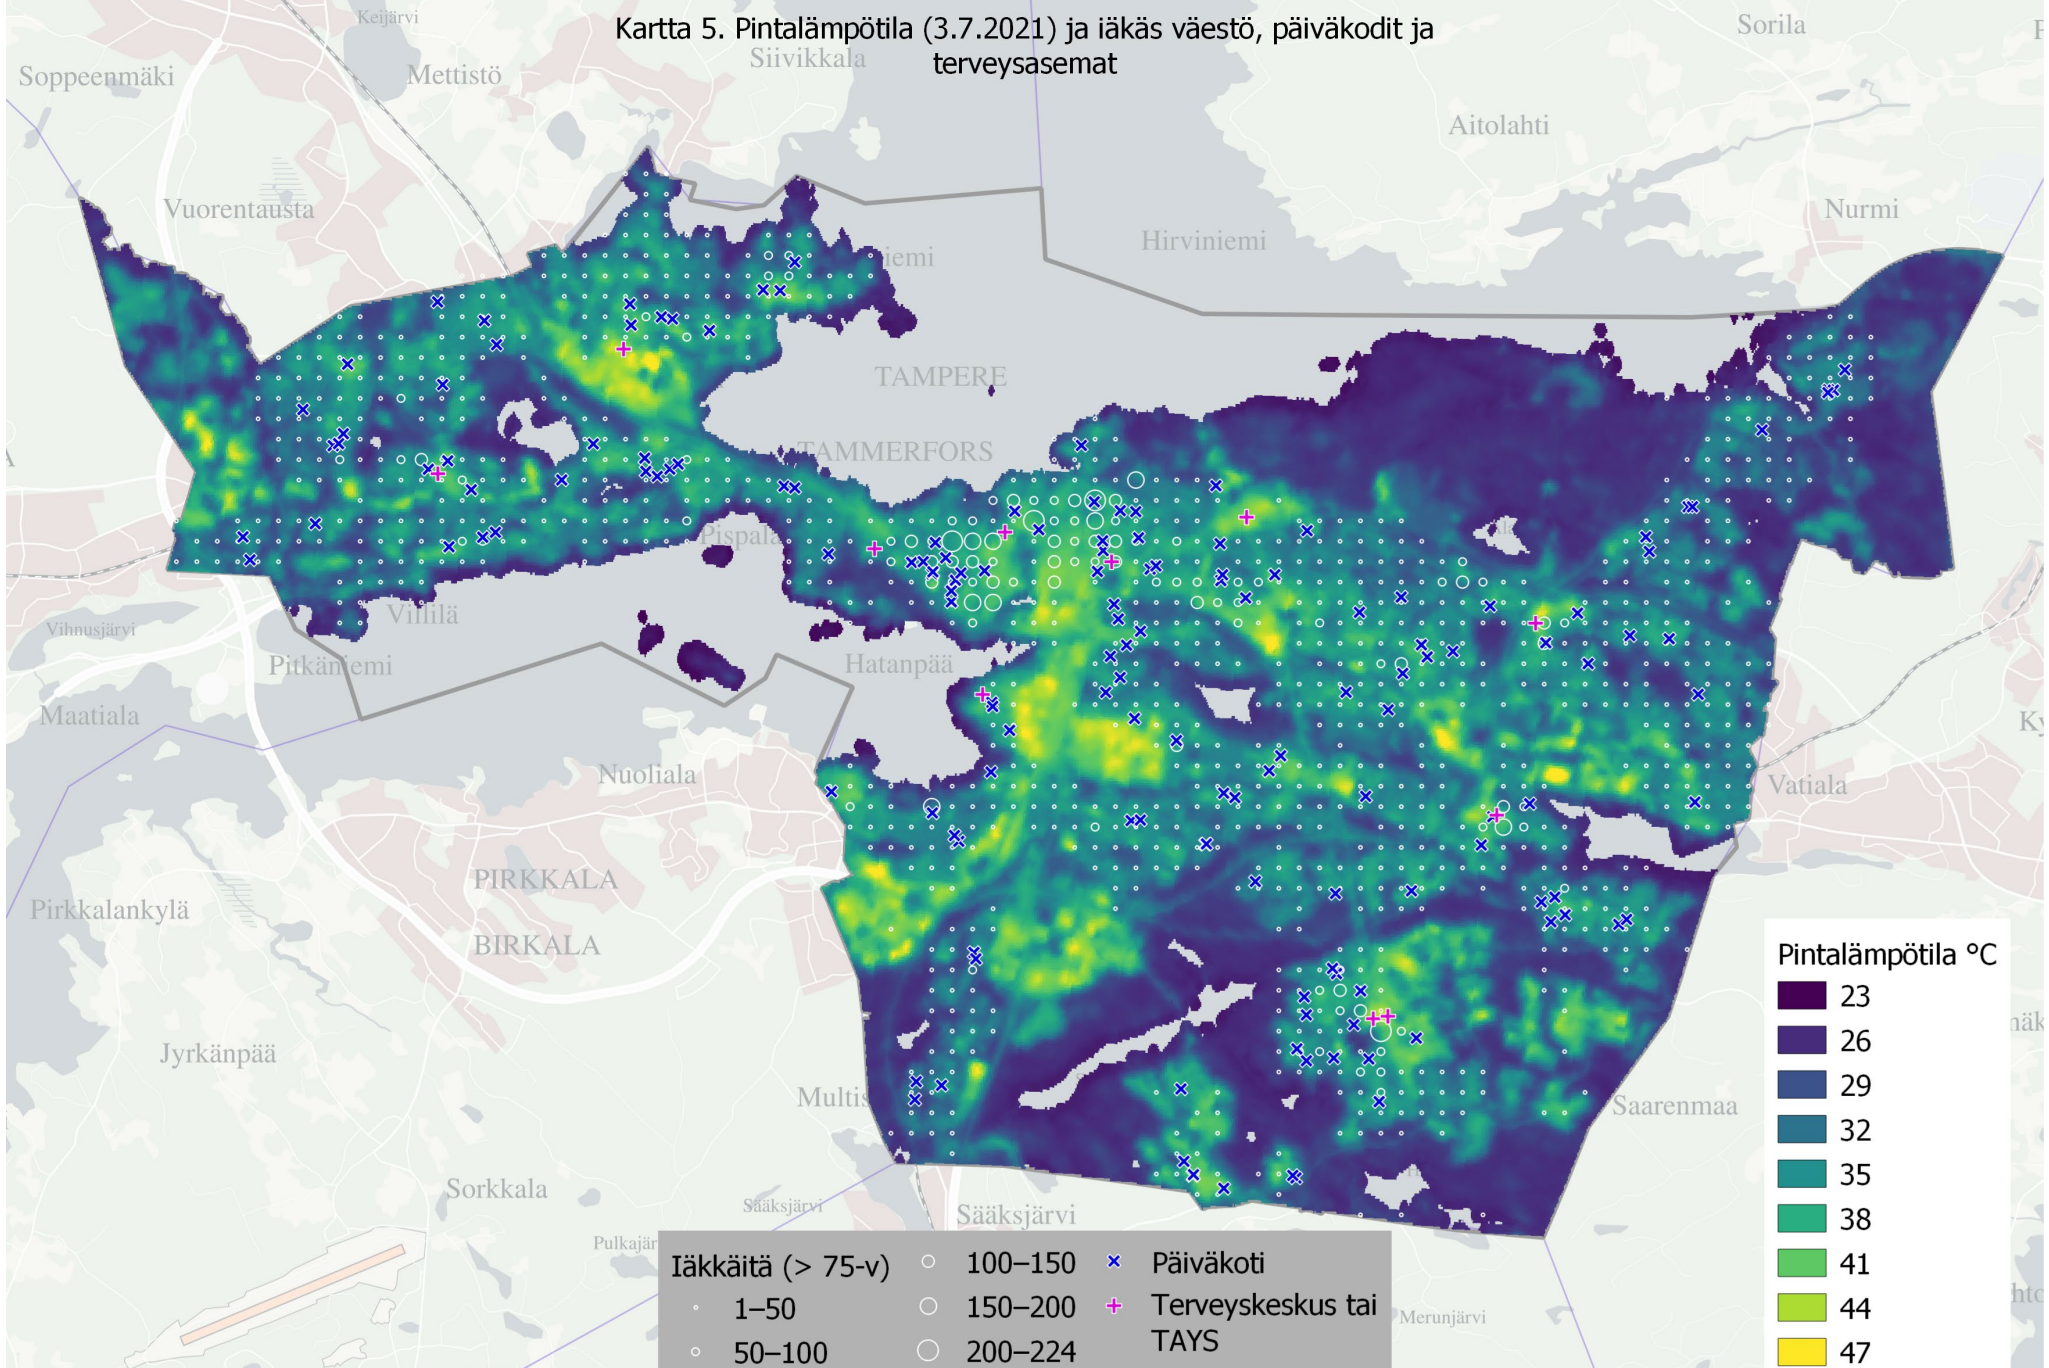 Kartta 5. Pintalämpötila (3.7.2021) ja iäkäs väestö, päiväkodit ja
terveysasemat
Keijärvi
Sorila
Soppeenmäki
Mettistö
Siivikkala
Aitolahti
Vuorentausta
Nurmi
Hirviniemi
iemi
TAMPERE
TAMMERFORS
Pispala
Villilä
Vihnusjärvi
Pitkäniemi
Hatanpää
Maatiala
Nuoliala
Vatiala
PIRKKALA
Pirkkalankylä
BIRKALA
Jyrkänpää
Multis
Saarenmaa
Sorkkala
Sääksjärvi
Sääksjärvi
Pulkajär
Merunjärvi
Pintalämpötila °C
23
26
29
32
35
38
41
44
47
Iäkkäitä (> 75-v)
1–50
50–100
100–150
150–200
200–224
Päiväkoti
Terveyskeskus tai
TAYS